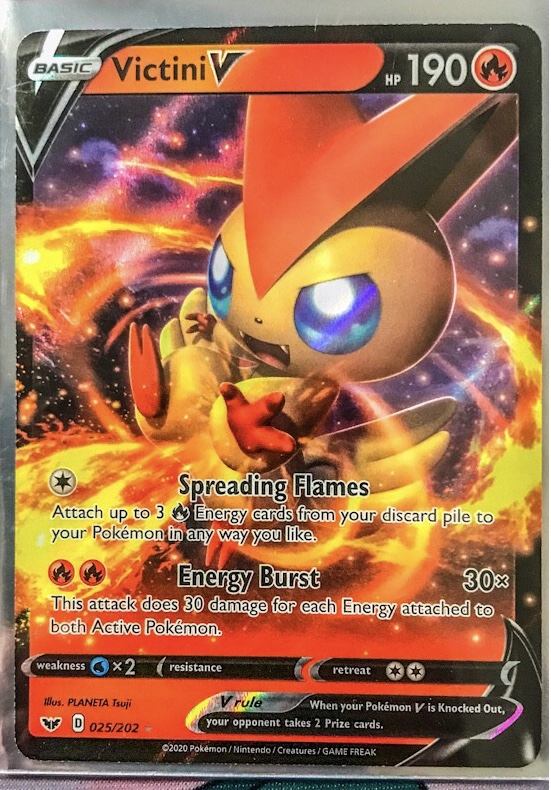 BASIC Victini V HP 190
Spreading Flames
Attach up to 3 Energy cards from your discard pile to
your Pokémon in any way you like.
Energy Burst 30×
This attack does 30 damage for each Energy attached to
both Active Pokémon.
weakness ×2 resistance retreat
Illus. PLANETA Tsuji
V rule When your Pokémon V is Knocked Out,
your opponent takes 2 Prize cards.
D 025/202
©2020 Pokémon / Nintendo / Creatures / GAME FREAK